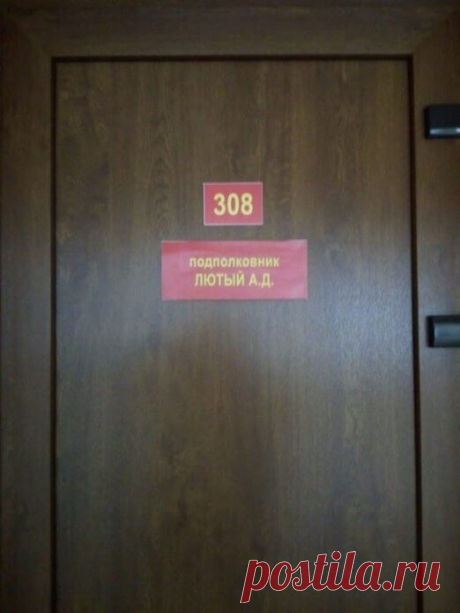 308
подполковник
ЛЮТЫЙ А.Д.
postila.ru